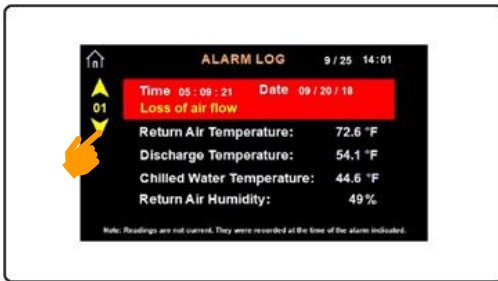 ALARM LOG 9 / 25 14:01
01
Time 05 : 09 : 21 Date 09 / 20 / 18
Loss of air flow
Return Air Temperature: 72.6 °F
Discharge Temperature: 54.1 °F
Chilled Water Temperature: 44.6 °F
Return Air Humidity: 49%
Note: Readings are not current. They were recorded at the time of the alarm indicated.